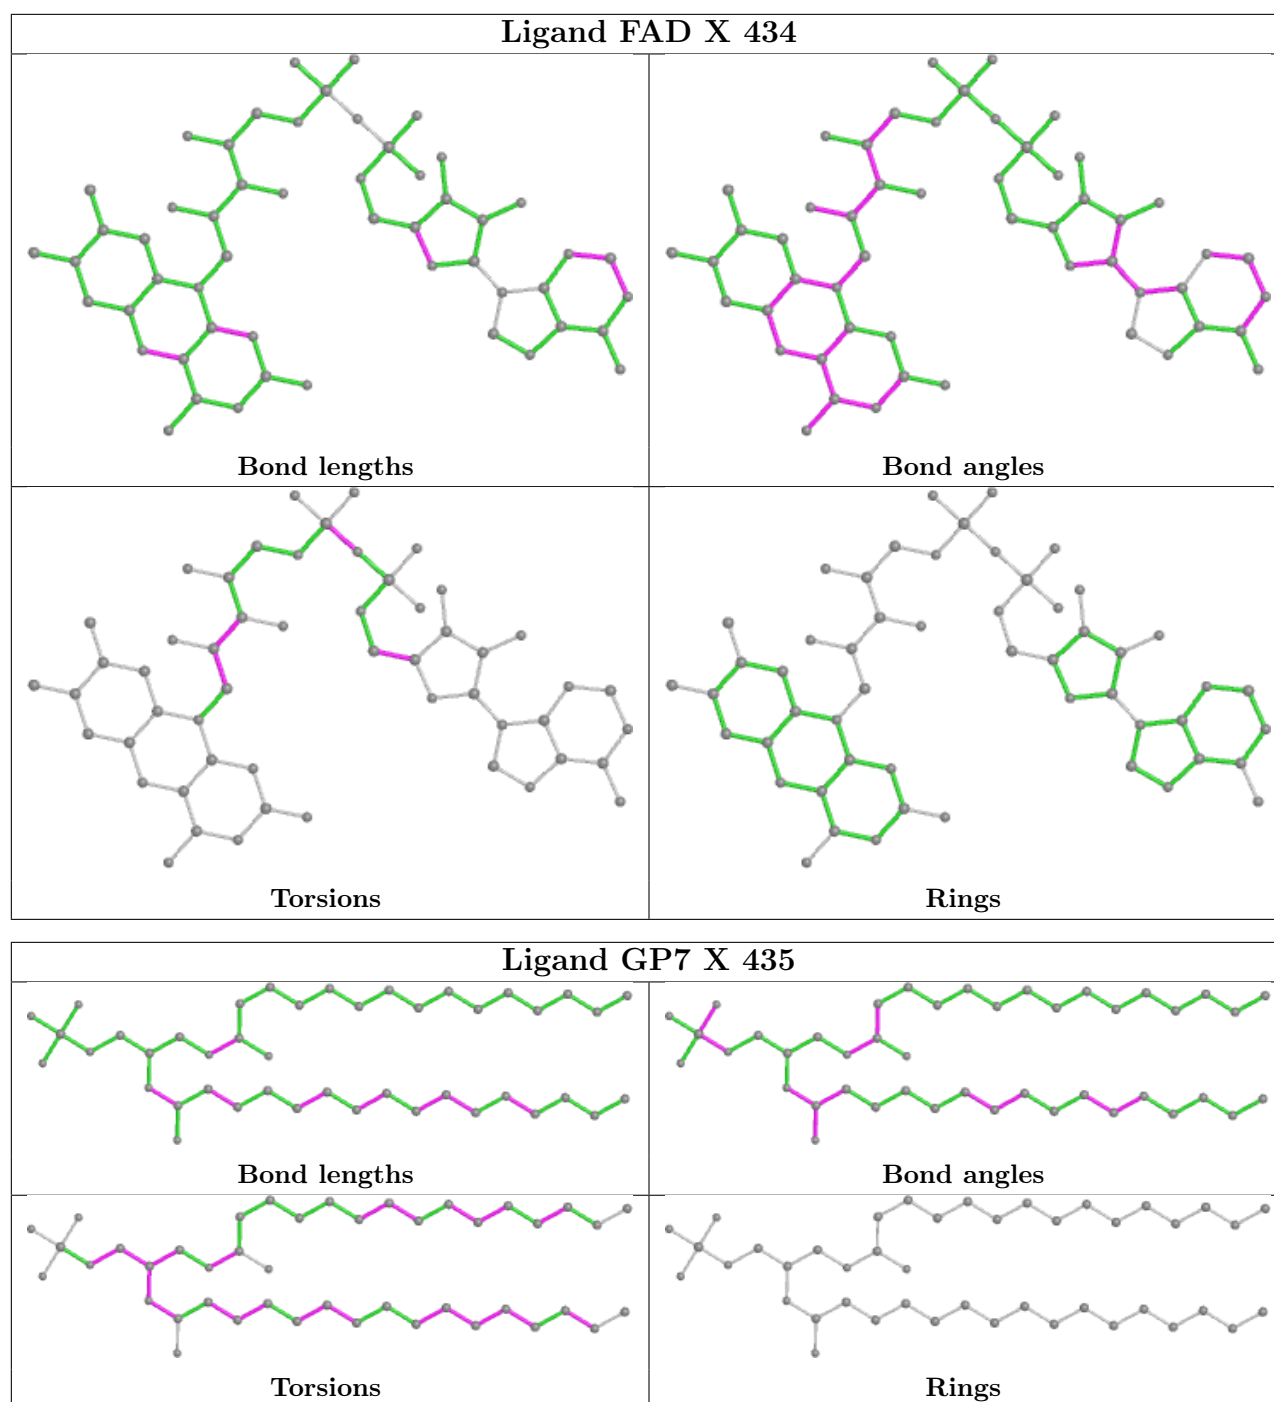 Ligand FAD X 434
Bond lengths
Bond angles
Torsions
Rings
Ligand GP7 X 435
Bond lengths
Bond angles
Torsions
Rings